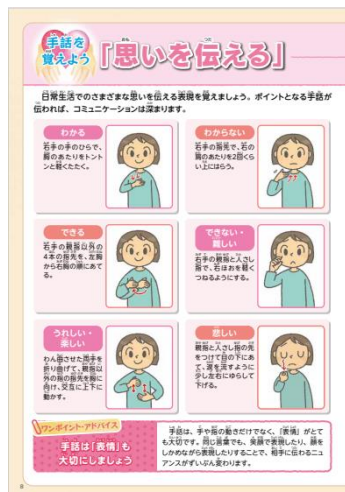 手話を
覚えよう
「思いを伝える」
日常生活でのさまざまな思いを伝える表現を覚えましょう。ポイントとなる手話が
伝われば、コミュニケーションは深まります。
わかる
右手の手のひらで、
胸のあたりをトント
ンと軽くたたく。
わからない
右手の指先で、右の
肩のあたりを2回くら
い上にはらう。
できる
右手の親指以外の
4本の指先を、左胸
から右胸の順にあて
る。
できない・
難しい
右手の親指と人さし
指で、右ほおを軽く
つねるようにする。
うれしい・
楽しい
わん曲させた両手を
折り曲げて、親指以
外の指の指先を胸に
向け、交互に上下に
動かす。
悲しい
親指と人さし指の先
をつけて目の下にあ
て、涙を流すように
少し左右にゆらして
下げる。
ワンポイント・アドバイス
手話は「表情」も
大切にしましょう
手話は、手や指の動きだけでなく、「表情」がとて
も大切です。同じ言葉でも、笑顔で表現したり、顔を
しかめながら表現したりすることで、相手に伝わるニュ
アンスがずいぶん変わります。
8